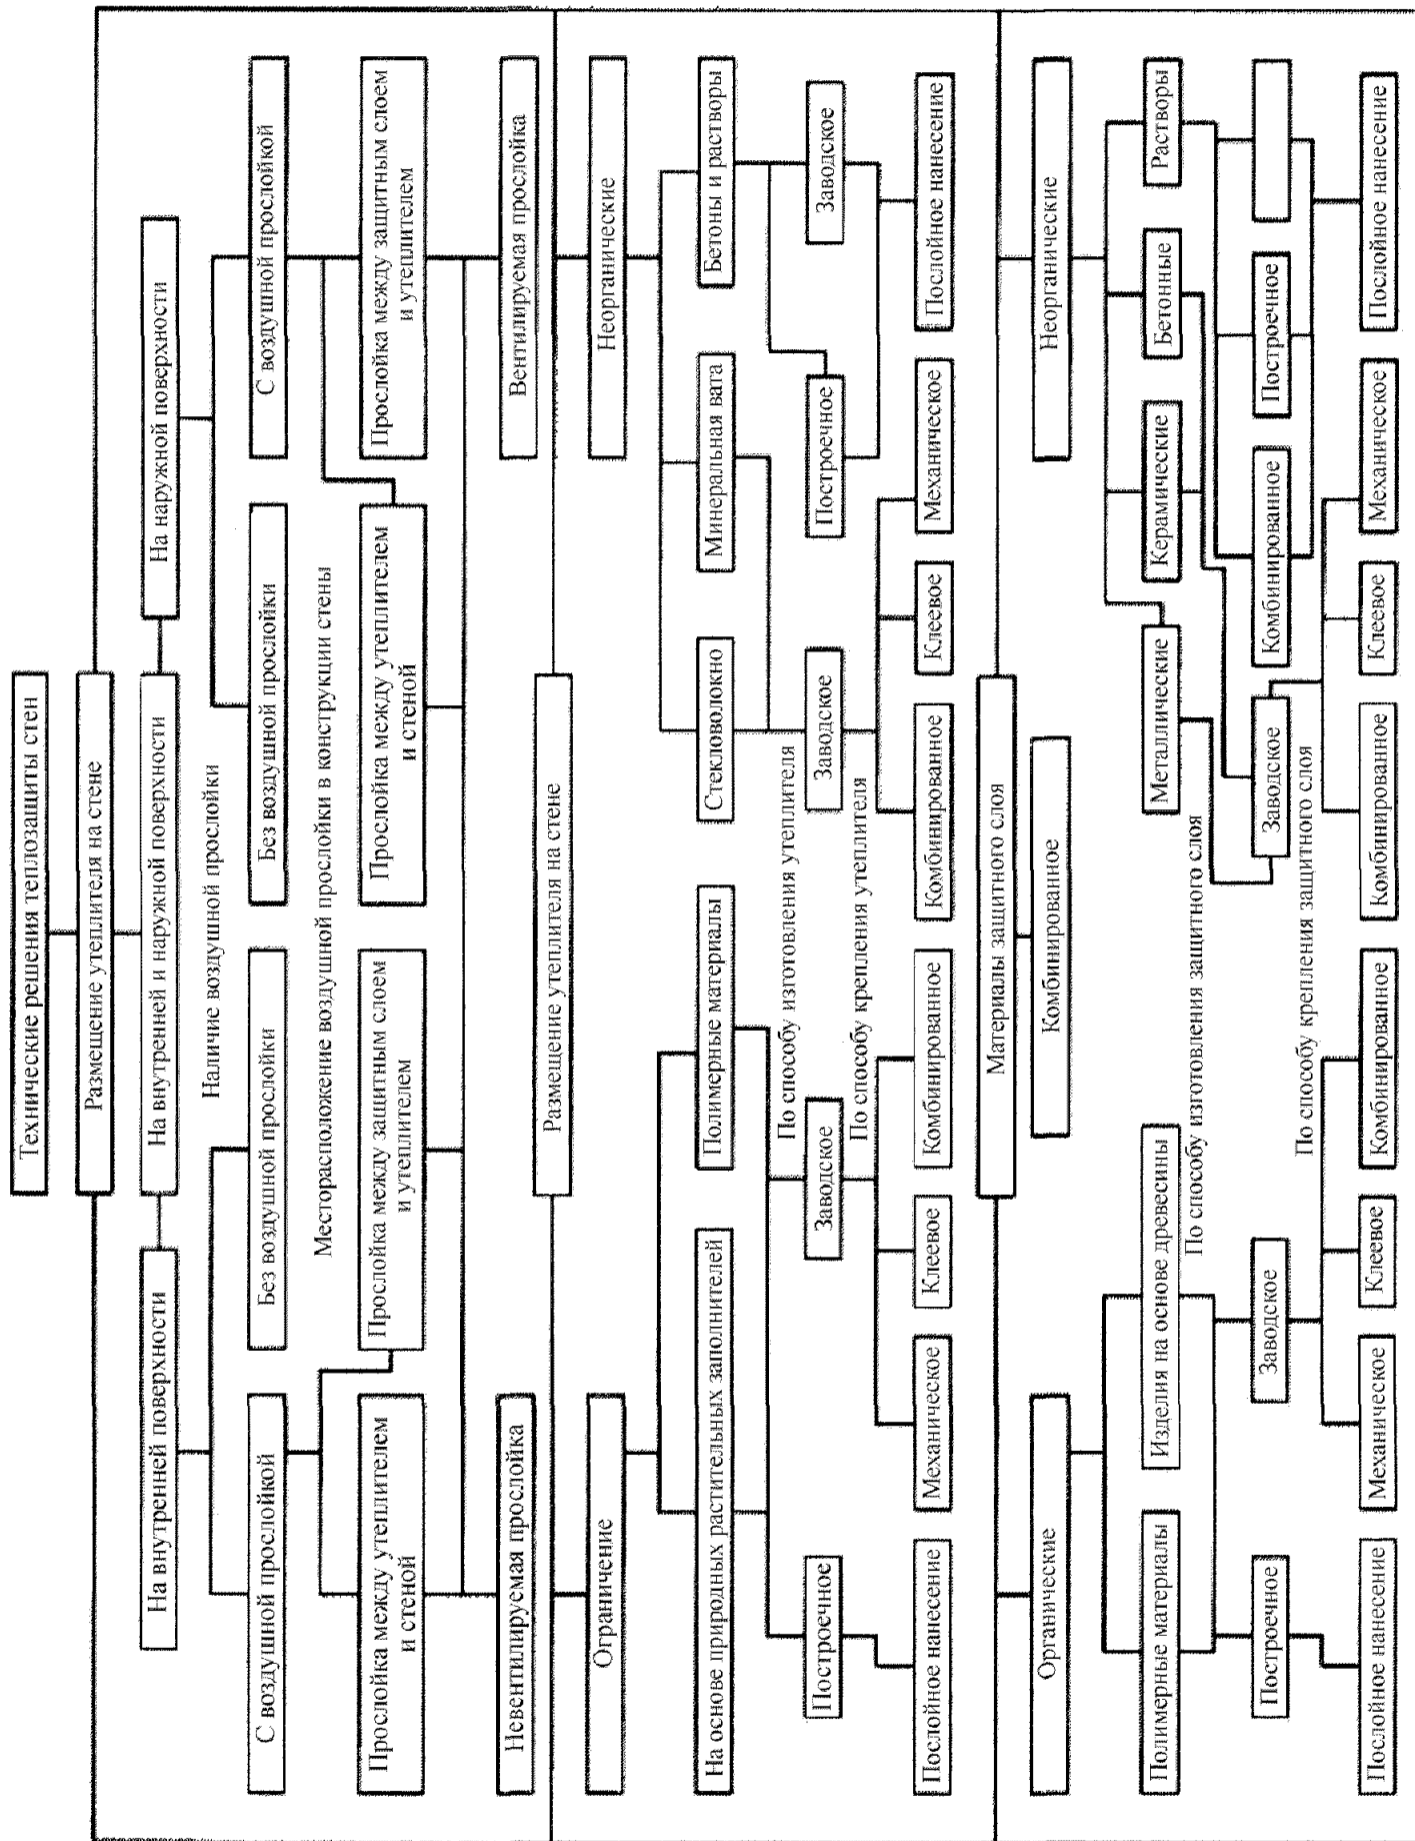 Технические решения теплозащиты стен
Размещение утеплителя на стене
На внутренней поверхности
На внутренней и наружной поверхности
На наружной поверхности
Наличие воздушной прослойки
С воздушной прослойкой
Без воздушной прослойки
Без воздушной прослойки
С воздушной прослойкой
Месторасположение воздушной прослойки в конструкции стены
Прослойка между утеплителем
и стеной
Прослойка между защитным слоем
и утеплителем
Прослойка между утеплителем
и стеной
Прослойка между защитным слоем
и утеплителем
Невентилируемая прослойка
Вентилируемая прослойка
Размещение утеплителя на стене
Ограничение
Неорганические
На основе природных растительных заполнителей
Полимерные материалы
Стекловолокно
Минеральная вата
Бетоны и растворы
По способу изготовления утеплителя
Построечное
Заводское
Заводское
Построечное
Заводское
По способу крепления утеплителя
Послойное нанесение
Механическое
Клеевое
Комбинированное
Комбинированное
Клеевое
Механическое
Послойное нанесение
Материалы защитного слоя
Органические
Комбинированное
Неорганические
Полимерные материалы
Изделия на основе древесины
Металлические
Керамические
Бетонные
Растворы
По способу изготовления защитного слоя
Построечное
Заводское
Заводское
Комбинированное
Построечное
По способу крепления защитного слоя
Послойное нанесение
Механическое
Клеевое
Комбинированное
Комбинированное
Клеевое
Механическое
Послойное нанесение